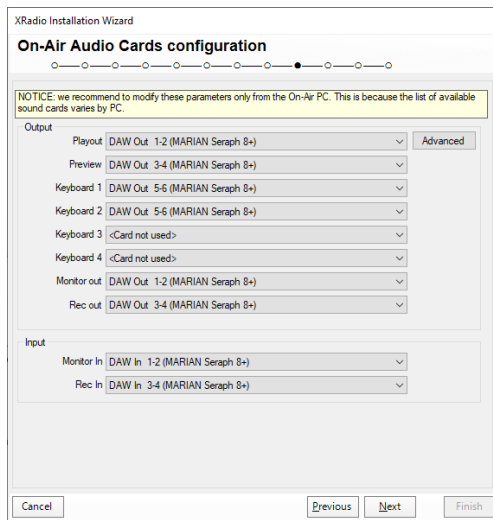 XRadio Installation Wizard
On-Air Audio Cards configuration
NOTICE: we recommend to modify these parameters only from the On-Air PC. This is because the list of available
sound cards varies by PC.
Output
Playout DAW Out 1-2 (MARIAN Seraph 8+) Advanced
Preview DAW Out 3-4 (MARIAN Seraph 8+)
Keyboard 1 DAW Out 5-6 (MARIAN Seraph 8+)
Keyboard 2 DAW Out 5-6 (MARIAN Seraph 8+)
Keyboard 3 <Card not used>
Keyboard 4 <Card not used>
Monitor out DAW Out 1-2 (MARIAN Seraph 8+)
Rec out DAW Out 3-4 (MARIAN Seraph 8+)
Input
Monitor In DAW In 1-2 (MARIAN Seraph 8+)
Rec In DAW In 3-4 (MARIAN Seraph 8+)
Cancel Previous Next Finish